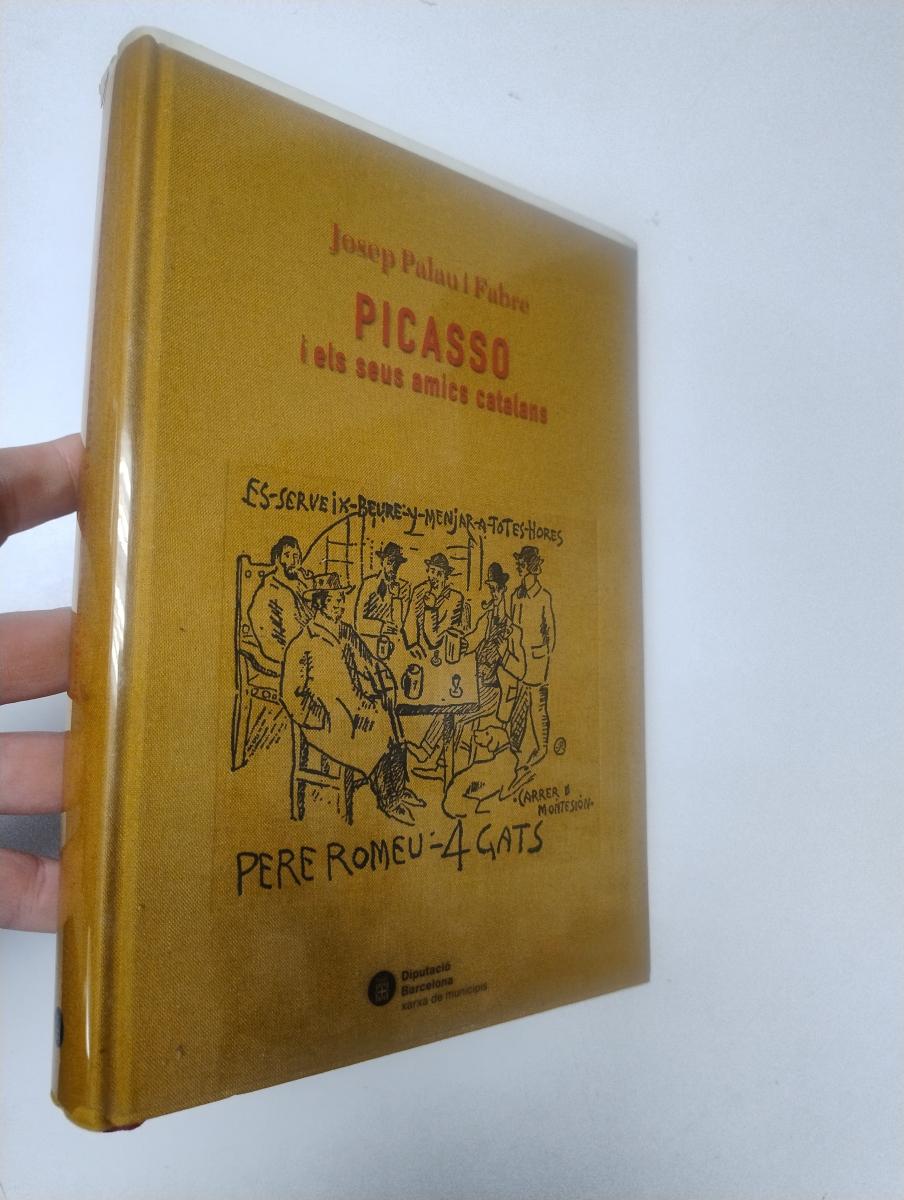 Josep Palau i Fabre
PICASSO
i els seus amics catalans
ES-SERVEIX-BEURE-Y-MENJAR-A-TOTES-HORES
·CARRER D
MONTESIÓN·
PERE ROMEU-4 GATS
Diputació
Barcelona
xarxa de municipis